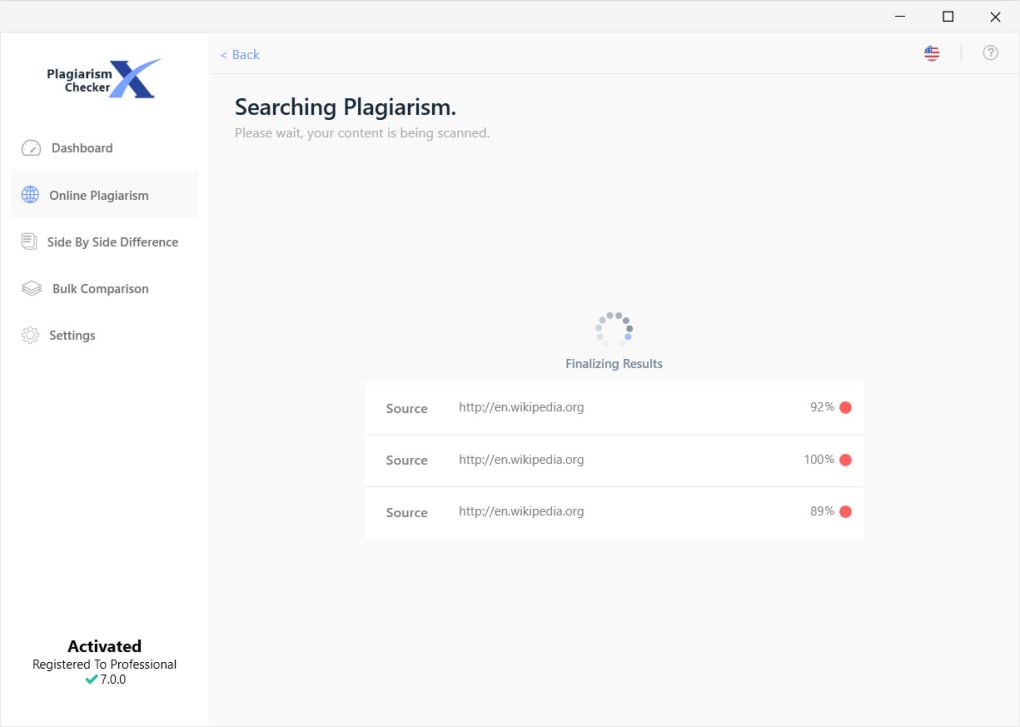 Plagiarism
Checker X
Dashboard
Online Plagiarism
Side By Side Difference
Bulk Comparison
Settings
Activated
Registered To Professional
7.0.0
< Back
?
Searching Plagiarism.
Please wait, your content is being scanned.
Finalizing Results
Source http://en.wikipedia.org 92%
Source http://en.wikipedia.org 100%
Source http://en.wikipedia.org 89%